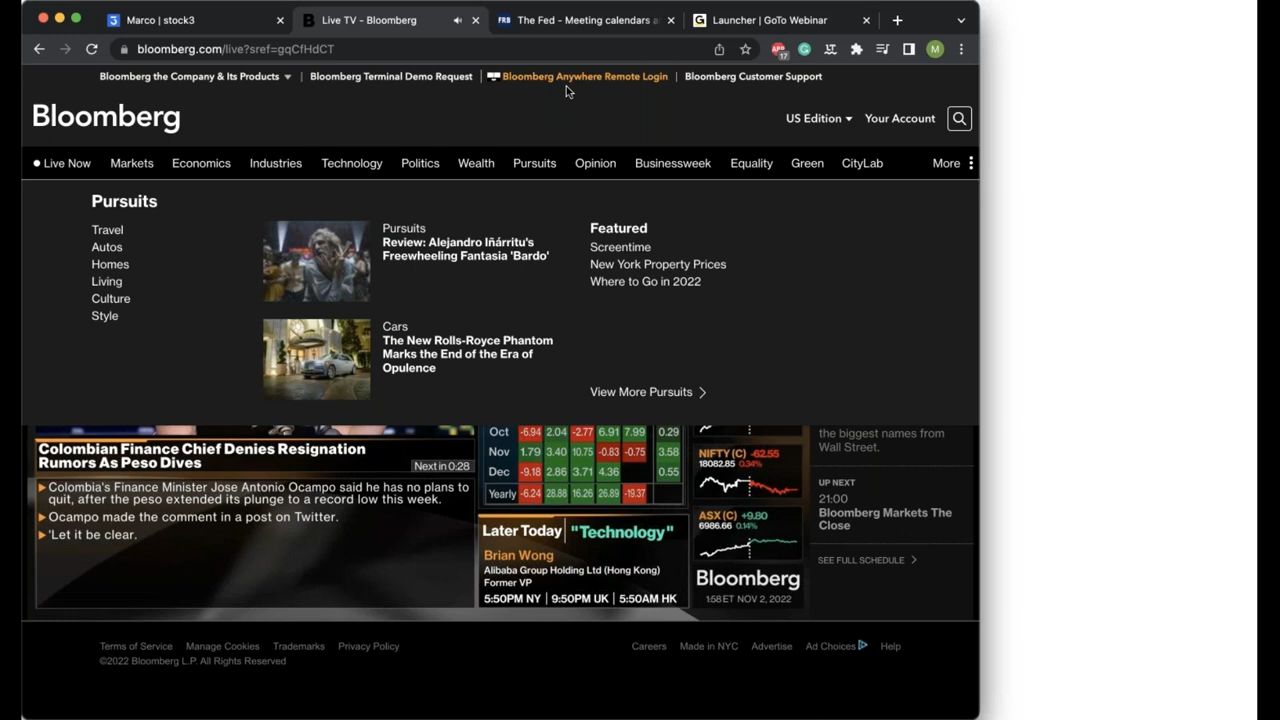 Marco | stock3
Live TV - Bloomberg
The Fed - Meeting calendars a
Launcher | GoTo Webinar
bloomberg.com/live?sref=gqCfHdCT
17
M
Bloomberg the Company & Its Products
Bloomberg Terminal Demo Request
Bloomberg Anywhere Remote Login
Bloomberg Customer Support
Bloomberg
US Edition
Your Account
Live Now
Markets
Economics
Industries
Technology
Politics
Wealth
Pursuits
Opinion
Businessweek
Equality
Green
CityLab
More
Pursuits
Travel
Autos
Homes
Living
Culture
Style
Pursuits
Review: Alejandro Iñárritu's
Freewheeling Fantasia 'Bardo'
Cars
The New Rolls-Royce Phantom
Marks the End of the Era of
Opulence
Featured
Screentime
New York Property Prices
Where to Go in 2022
View More Pursuits
Colombian Finance Chief Denies Resignation
Rumors As Peso Dives
Next in 0:28
Colombia's Finance Minister Jose Antonio Ocampo said he has no plans to
quit, after the peso extended its plunge to a record low this week.
Ocampo made the comment in a post on Twitter.
'Let it be clear.
Oct -6.94 2.04 -2.77 6.91 7.99 0.29
Nov 1.79 3.40 10.75 -0.83 -0.75 3.58
Dec -9.18 2.86 3.71 4.36 0.55
Yearly -6.24 28.88 16.26 26.89 -19.37
Later Today "Technology"
Brian Wong
Alibaba Group Holding Ltd (Hong Kong)
Former VP
5:50PM NY | 9:50PM UK | 5:50AM HK
NIFTY (C) -62.55
18082.85 0.34%
ASX (C) +9.80
6986.66 0.14%
Bloomberg
1:58 ET NOV 2, 2022
the biggest names from
Wall Street.
UP NEXT
21:00
Bloomberg Markets The
Close
SEE FULL SCHEDULE
Terms of Service
Manage Cookies
Trademarks
Privacy Policy
Careers
Made in NYC
Advertise
Ad Choices
Help
©2022 Bloomberg L.P. All Rights Reserved